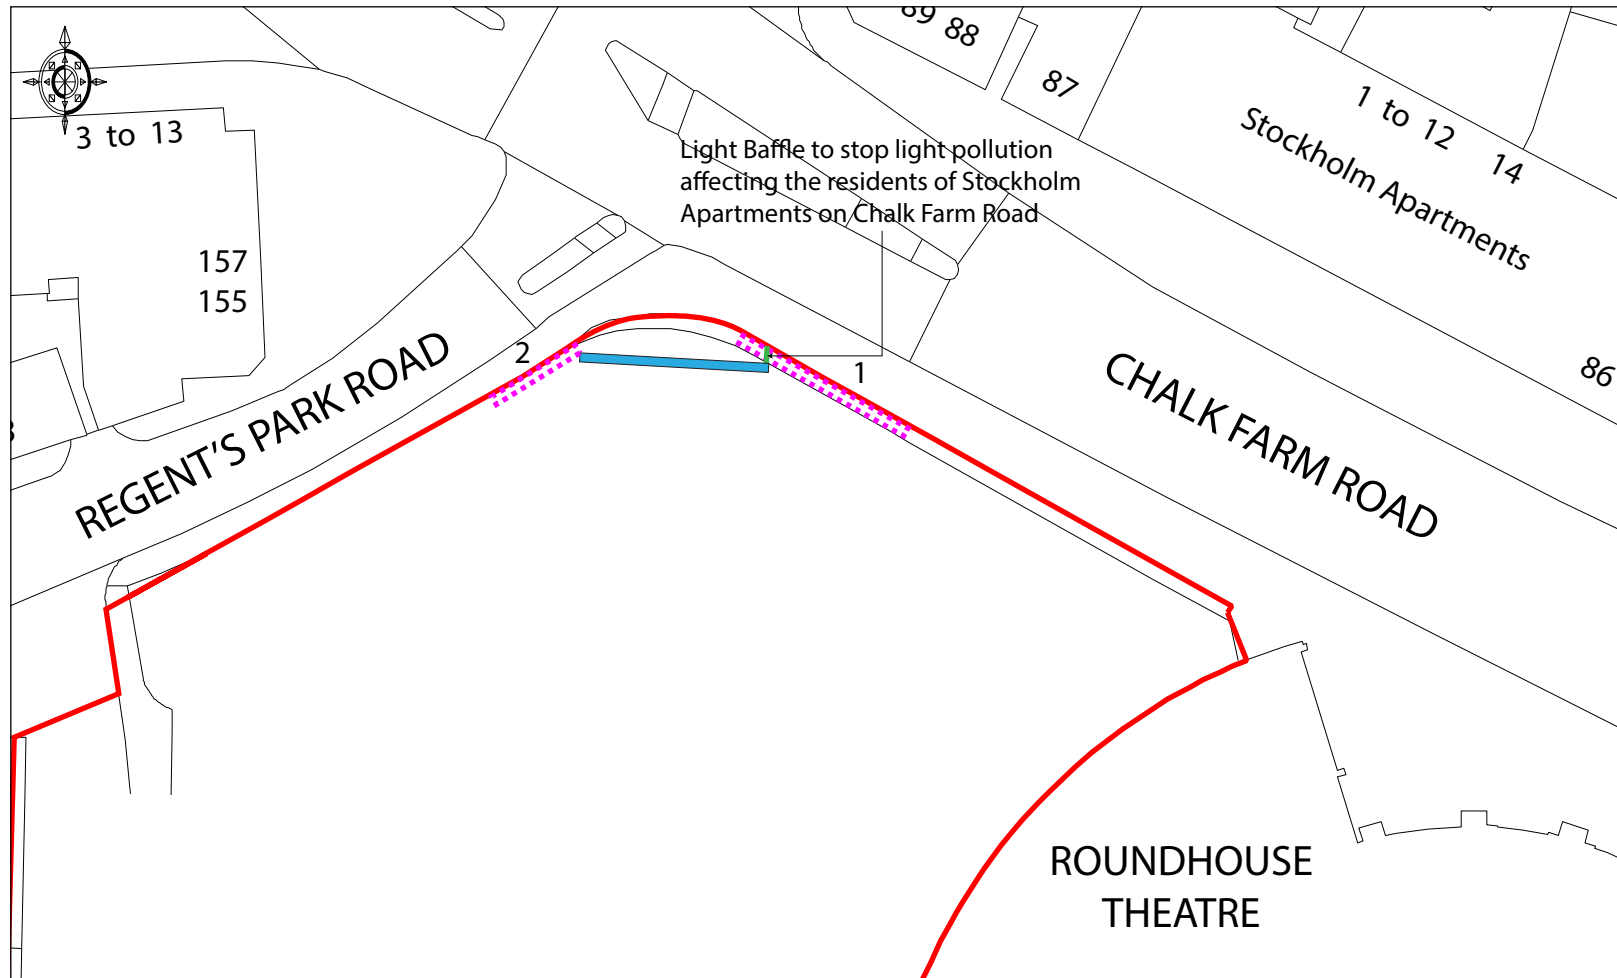 89 88
87
1 to 12
14
Stockholm Apartments
3 to 13
Light Baffle to stop light pollution
affecting the residents of Stockholm
Apartments on Chalk Farm Road
157
155
2
1
86
REGENT'S PARK ROAD
CHALK FARM ROAD
ROUNDHOUSE
THEATRE